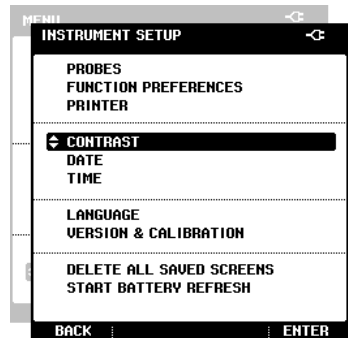 MENU
INSTRUMENT SETUP
PROBES
FUNCTION PREFERENCES
PRINTER
CONTRAST
DATE
TIME
LANGUAGE
VERSION & CALIBRATION
DELETE ALL SAVED SCREENS
START BATTERY REFRESH
BACK ENTER